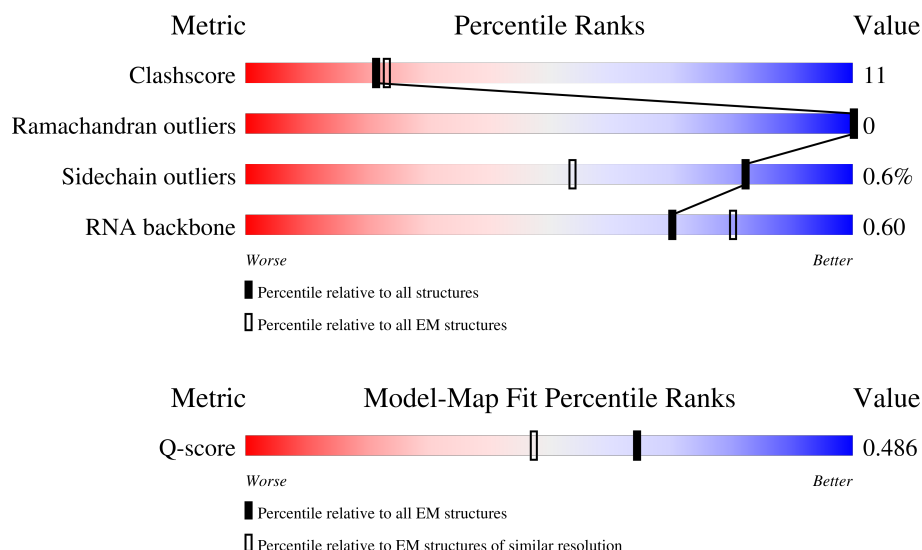 Metric Percentile Ranks Value
Clashscore 11
Ramachandran outliers 0
Sidechain outliers 0.6%
RNA backbone 0.60
Worse Better
Percentile relative to all structures
Percentile relative to all EM structures
Metric Model-Map Fit Percentile Ranks Value
Q-score 0.486
Worse Better
Percentile relative to all EM structures
Percentile relative to EM structures of similar resolution